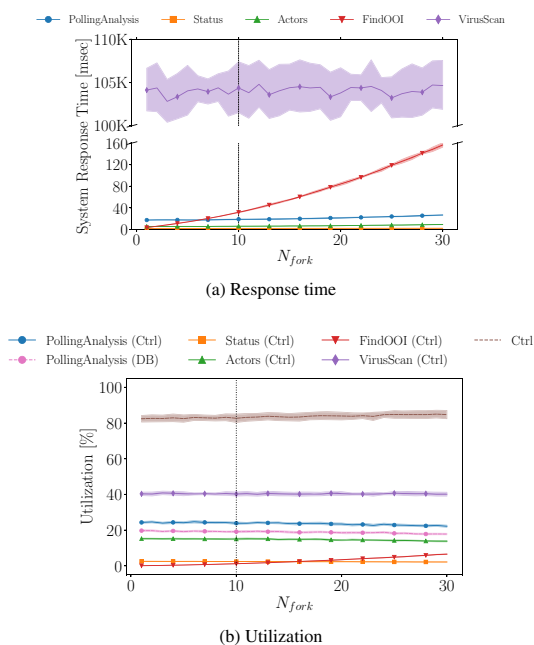 PollingAnalysis Status Actors FindOOI VirusScan
110K
105K
100K
160
120
80
40
0
System Response Time [msec]
0 10 20 30
N_fork
(a) Response time
PollingAnalysis (Ctrl) Status (Ctrl) FindOOI (Ctrl) Ctrl
PollingAnalysis (DB) Actors (Ctrl) VirusScan (Ctrl)
100
80
60
40
20
0
Utilization [%]
0 10 20 30
N_fork
(b) Utilization